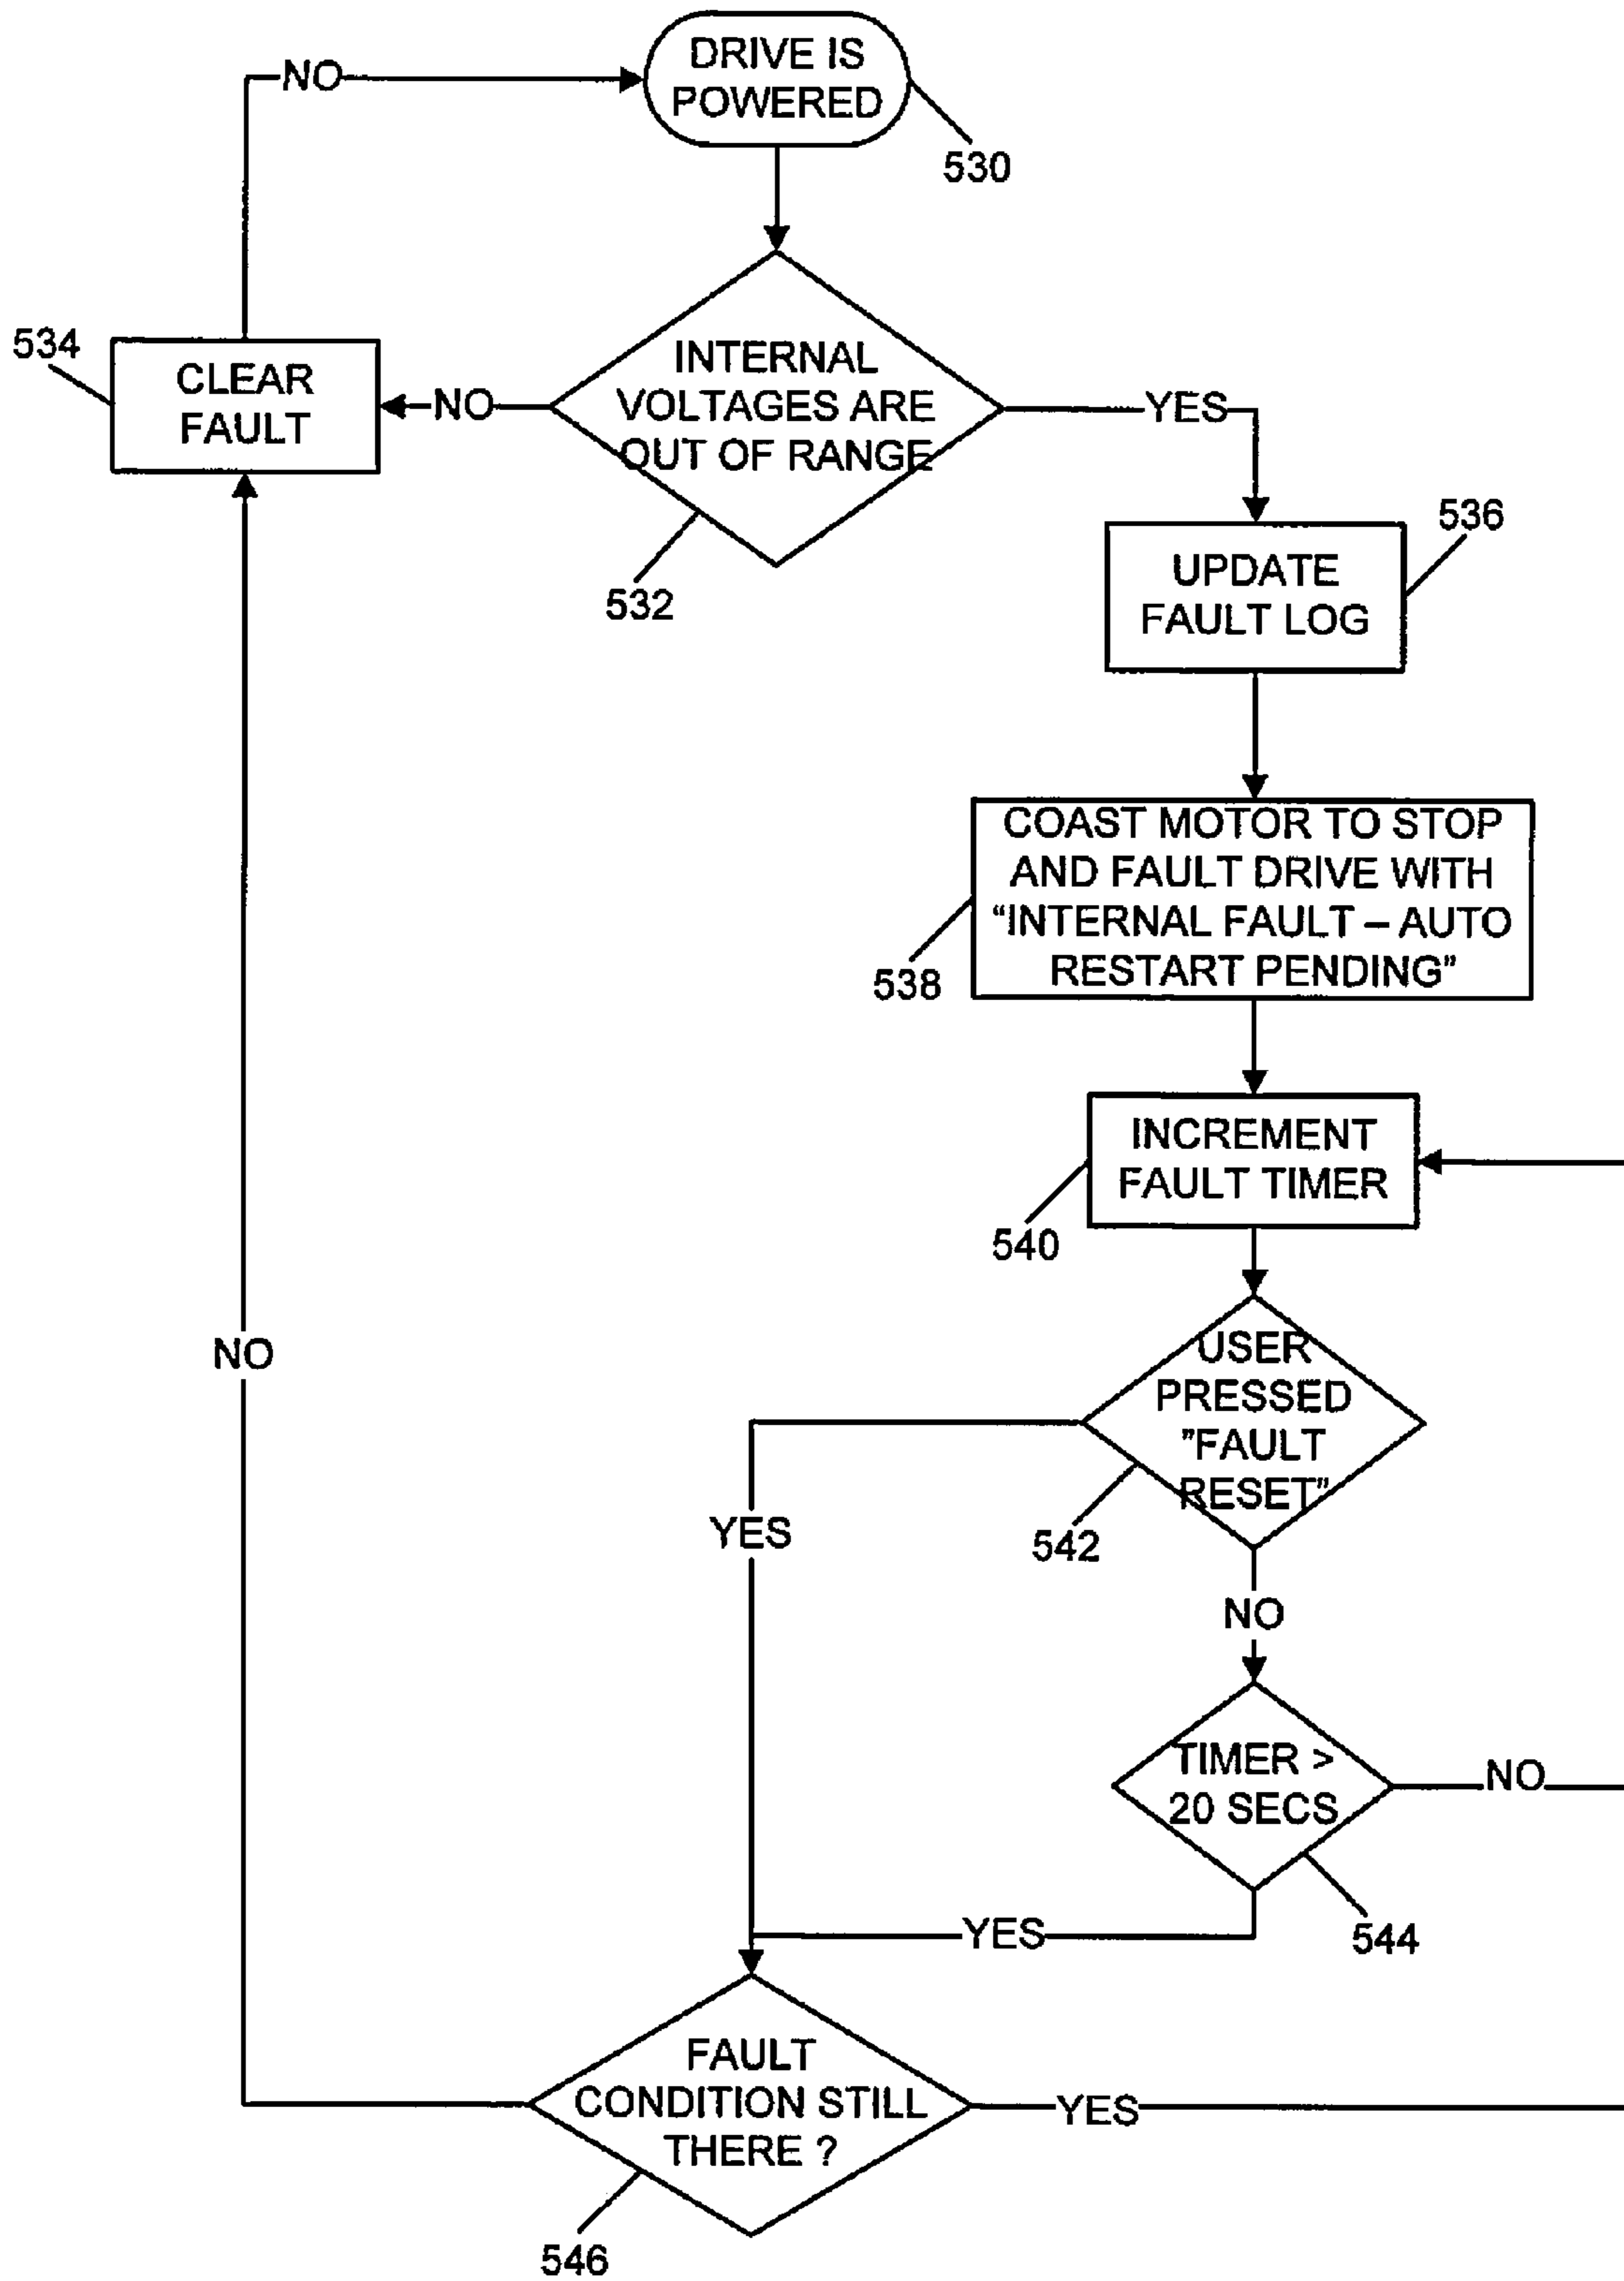 DRIVE IS
POWERED
530
NO
534
CLEAR
FAULT
NO
INTERNAL
VOLTAGES ARE
OUT OF RANGE
532
YES
536
UPDATE
FAULT LOG
COAST MOTOR TO STOP
AND FAULT DRIVE WITH
“INTERNAL FAULT – AUTO
RESTART PENDING”
538
INCREMENT
FAULT TIMER
540
USER
PRESSED
”FAULT
RESET”
542
YES
NO
NO
TIMER >
20 SECS
NO
544
YES
FAULT
CONDITION STILL
THERE ?
YES
546